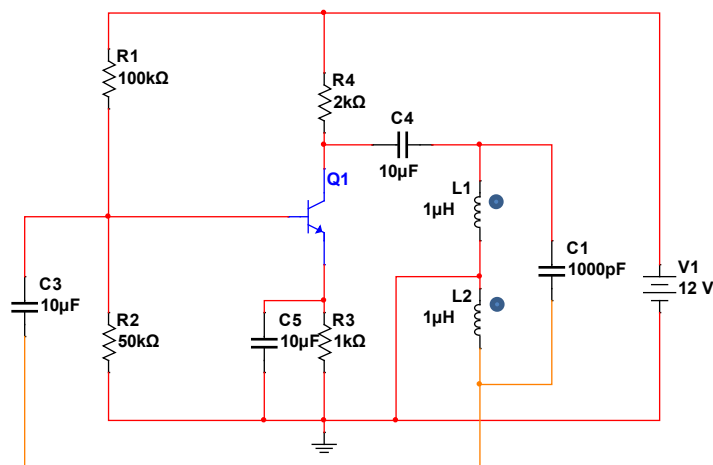 R1
100kΩ
R4
2kΩ
C4
10µF
Q1
L1
1µH
C1
1000pF
V1
12 V
C3
10µF
R2
50kΩ
C5
10µF
R3
1kΩ
L2
1µH